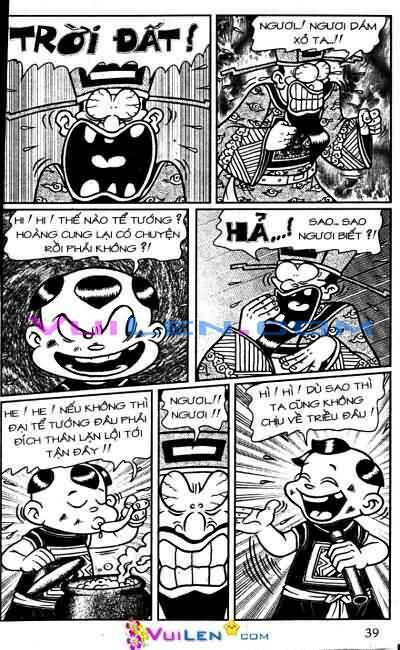 TRỜI ĐẤT!
NGƯƠI..! NGƯƠI DÁM
XỎ TA...!!
HI! HI! THẾ NÀO TỂ TƯỚNG?
HOÀNG CUNG LẠI CÓ CHUYỆN
RỒI PHẢI KHÔNG?!
HẢ...!
SAO... SAO
NGƯƠI BIẾT?!
VUILEN.COM
HE! HE! NẾU KHÔNG THÌ
ĐẠI TỂ TƯỚNG ĐÂU PHẢI
ĐÍCH THÂN LẶN LỘI TỚI
TẬN ĐÂY!!
NGƯƠI..!!
NGƯƠI!!
HÌ! HÌ! DÙ SAO THÌ
TA CŨNG KHÔNG
CHỊU VỀ TRIỀU ĐÂU!
39
VUILEN.COM